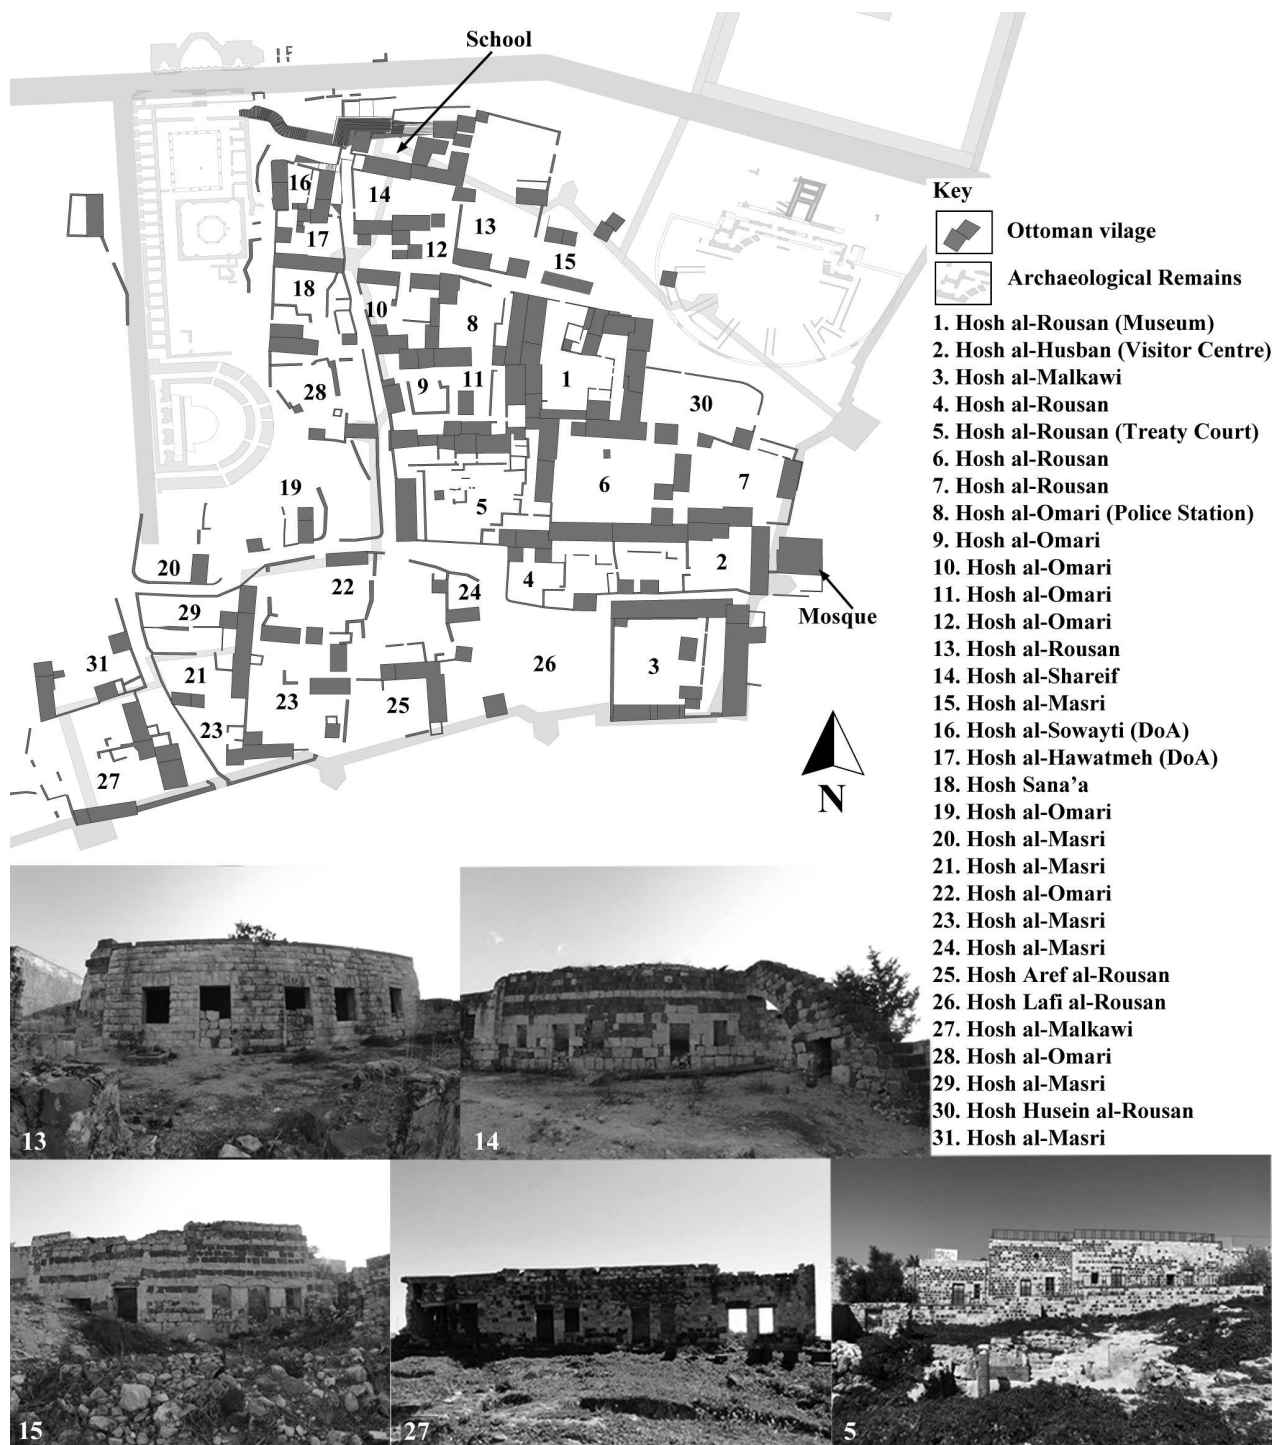 School
16
14
13
17
12
15
18
10
8
1
9
11
28
30
19
5
6
7
20
22
24
4
2
29
Mosque
31
21
26
3
23
25
23
27
N
Key
Ottoman vilage
Archaeological Remains
1. Hosh al-Rousan (Museum)
2. Hosh al-Husban (Visitor Centre)
3. Hosh al-Malkawi
4. Hosh al-Rousan
5. Hosh al-Rousan (Treaty Court)
6. Hosh al-Rousan
7. Hosh al-Rousan
8. Hosh al-Omari (Police Station)
9. Hosh al-Omari
10. Hosh al-Omari
11. Hosh al-Omari
12. Hosh al-Omari
13. Hosh al-Rousan
14. Hosh al-Shareif
15. Hosh al-Masri
16. Hosh al-Sowayti (DoA)
17. Hosh al-Hawatmeh (DoA)
18. Hosh Sana’a
19. Hosh al-Omari
20. Hosh al-Masri
21. Hosh al-Masri
22. Hosh al-Omari
23. Hosh al-Masri
24. Hosh al-Masri
25. Hosh Aref al-Rousan
26. Hosh Lafi al-Rousan
27. Hosh al-Malkawi
28. Hosh al-Omari
29. Hosh al-Masri
30. Hosh Husein al-Rousan
31. Hosh al-Masri
13
14
15
27
5